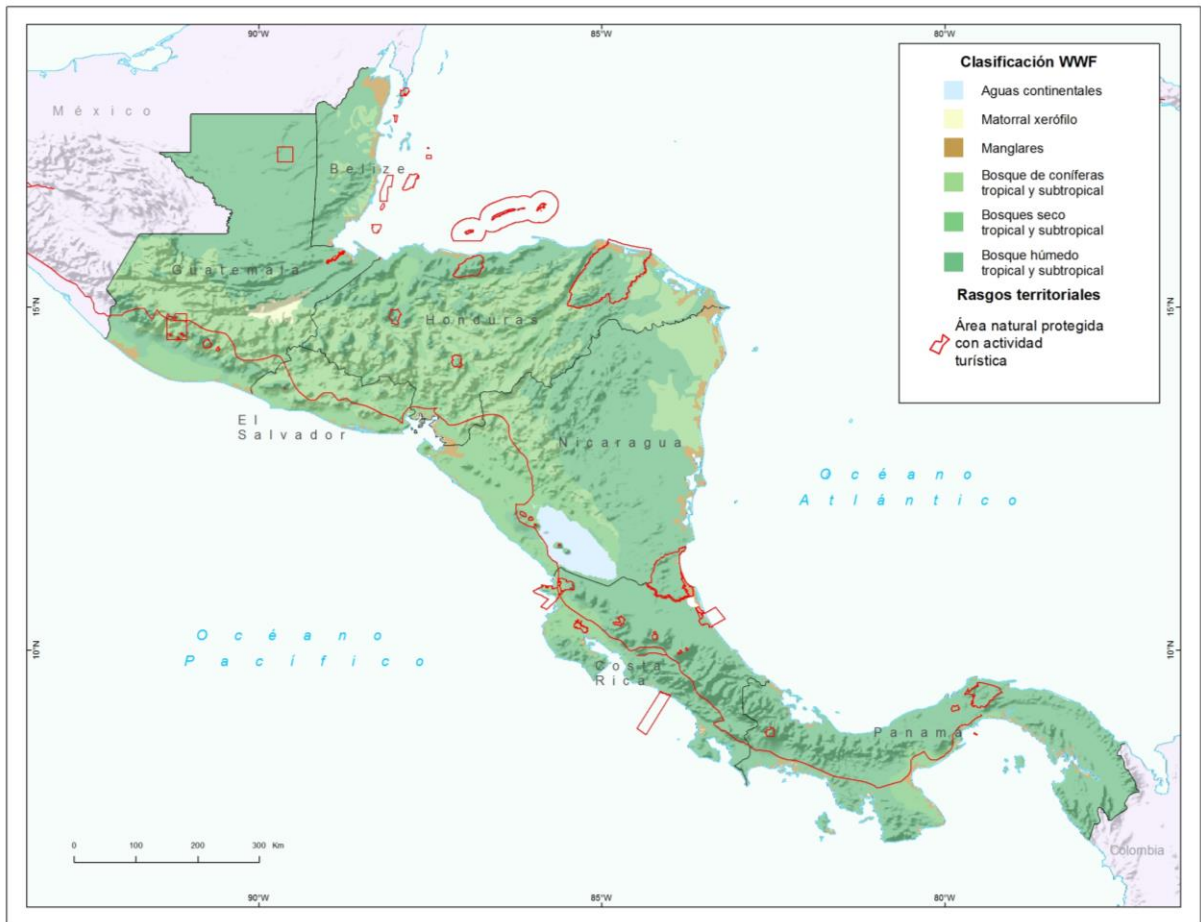 90°W 85°W 80°W
México
Belize
Guatemala
15°N
Honduras
15°N
El
Salvador
Nicaragua
Océano
Atlántico
Océano
Pacífico
10°N
Costa
Rica
10°N
Panamá
Colombia
0 100 200 300 Km
90°W 85°W 80°W
Clasificación WWF
Aguas continentales
Matorral xerófilo
Manglares
Bosque de coníferas
tropical y subtropical
Bosques seco
tropical y subtropical
Bosque húmedo
tropical y subtropical
Rasgos territoriales
Área natural protegida
con actividad
turística